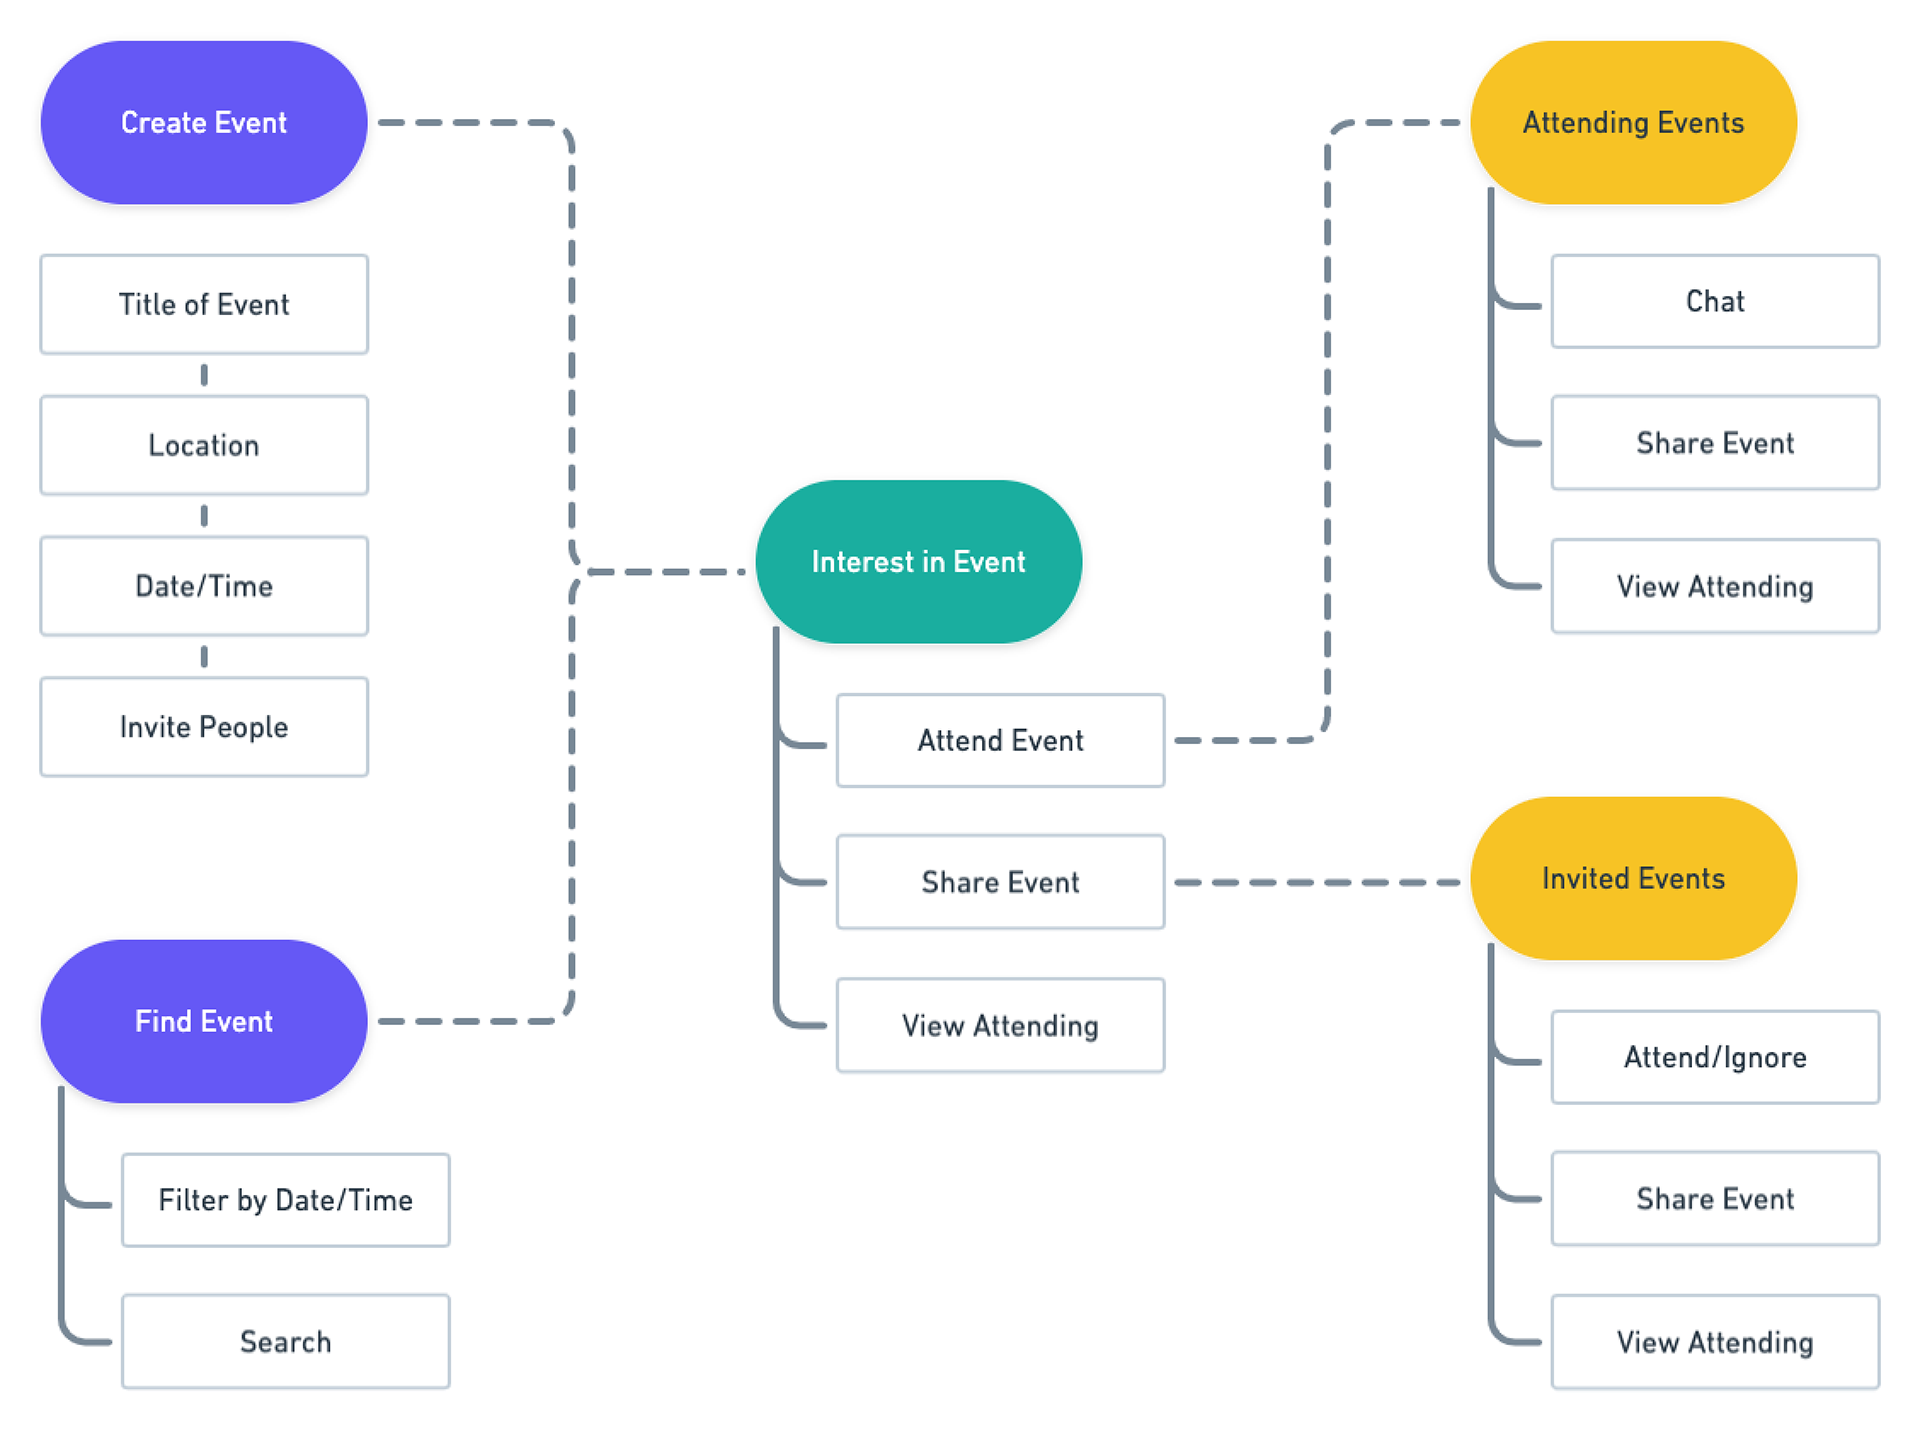 Create Event
Title of Event
Location
Date/Time
Invite People
Find Event
Filter by Date/Time
Search
Interest in Event
Attend Event
Share Event
View Attending
Attending Events
Chat
Share Event
View Attending
Invited Events
Attend/Ignore
Share Event
View Attending